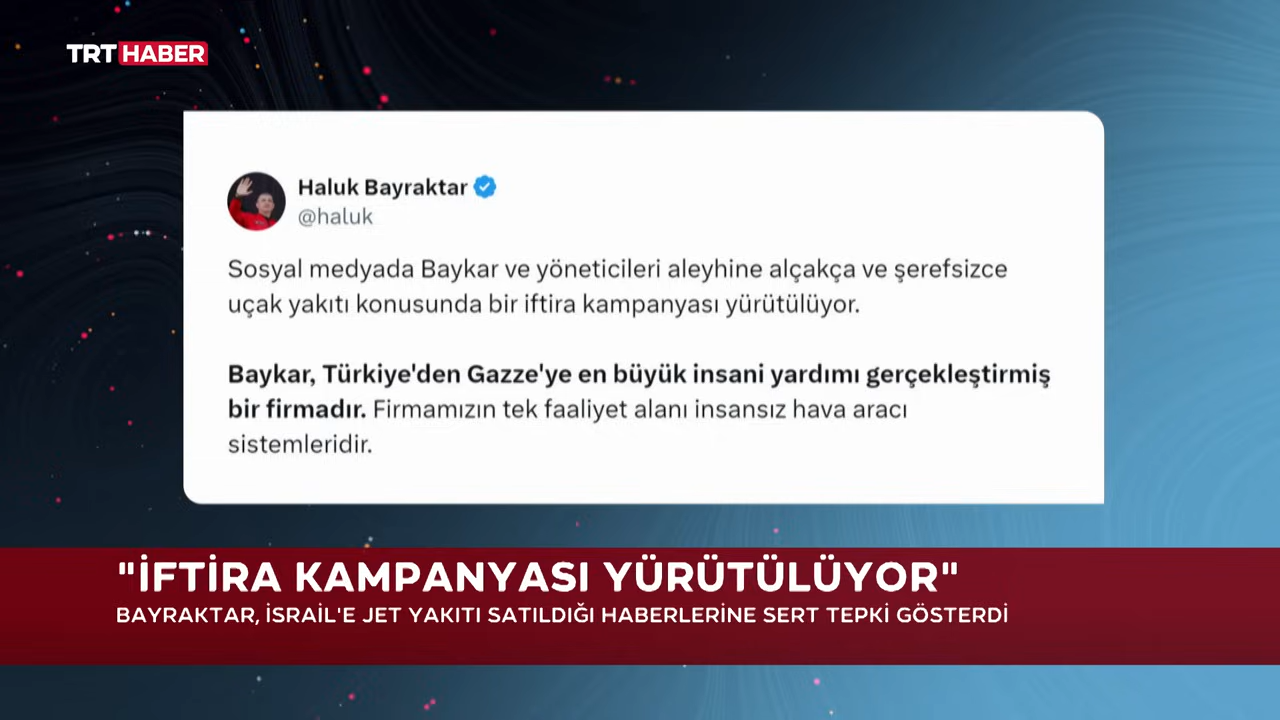 TRT HABER
Haluk Bayraktar
@haluk
Sosyal medyada Baykar ve yöneticileri aleyhine alçakça ve şerefsizce
uçak yakıtı konusunda bir iftira kampanyası yürütülüyor.
Baykar, Türkiye'den Gazze'ye en büyük insani yardımı gerçekleştirmiş
bir firmadır. Firmamızın tek faaliyet alanı insansız hava aracı
sistemleridir.
"İFTİRA KAMPANYASI YÜRÜTÜLÜYOR"
BAYRAKTAR, İSRAİL'E JET YAKITI SATILDIĞI HABERLERİNE SERT TEPKİ GÖSTERDİ